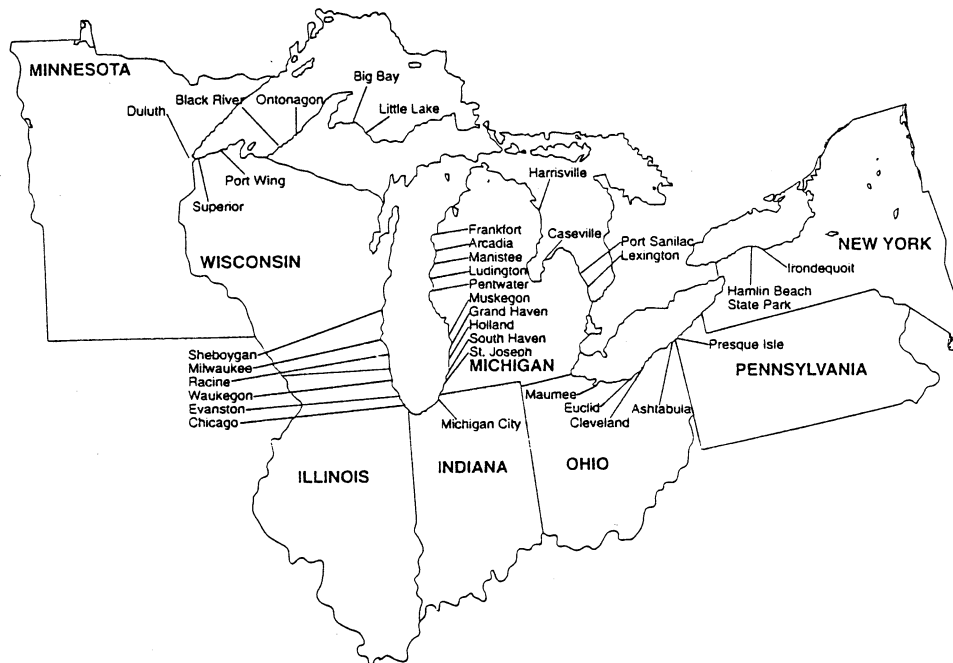 MINNESOTA
Big Bay
Black River
Ontonagon
Little Lake
Duluth
Port Wing
Superior
Harrisville
WISCONSIN
Frankfort
Arcadia
Manistee
Ludington
Pentwater
Muskegon
Grand Haven
Holland
South Haven
St. Joseph
MICHIGAN
Caseville
Port Sanilac
Lexington
NEW YORK
Irondequoit
Hamlin Beach
State Park
Sheboygan
Milwaukee
Racine
Waukegon
Evanston
Chicago
Presque Isle
PENNSYLVANIA
Maumee
Euclid
Cleveland
Ashtabula
Michigan City
ILLINOIS
INDIANA
OHIO